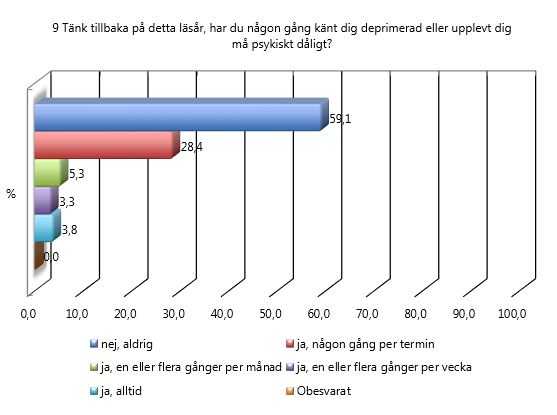 9 Tänk tillbaka på detta läsår, har du någon gång känt dig deprimerad eller upplevt dig
må psykiskt dåligt?
59,1
28,4
5,3
%
3,3
3,8
0,0
0,0 10,0 20,0 30,0 40,0 50,0 60,0 70,0 80,0 90,0 100,0
nej, aldrig ja, någon gång per termin
ja, en eller flera gånger per månad ja, en eller flera gånger per vecka
ja, alltid Obesvarat